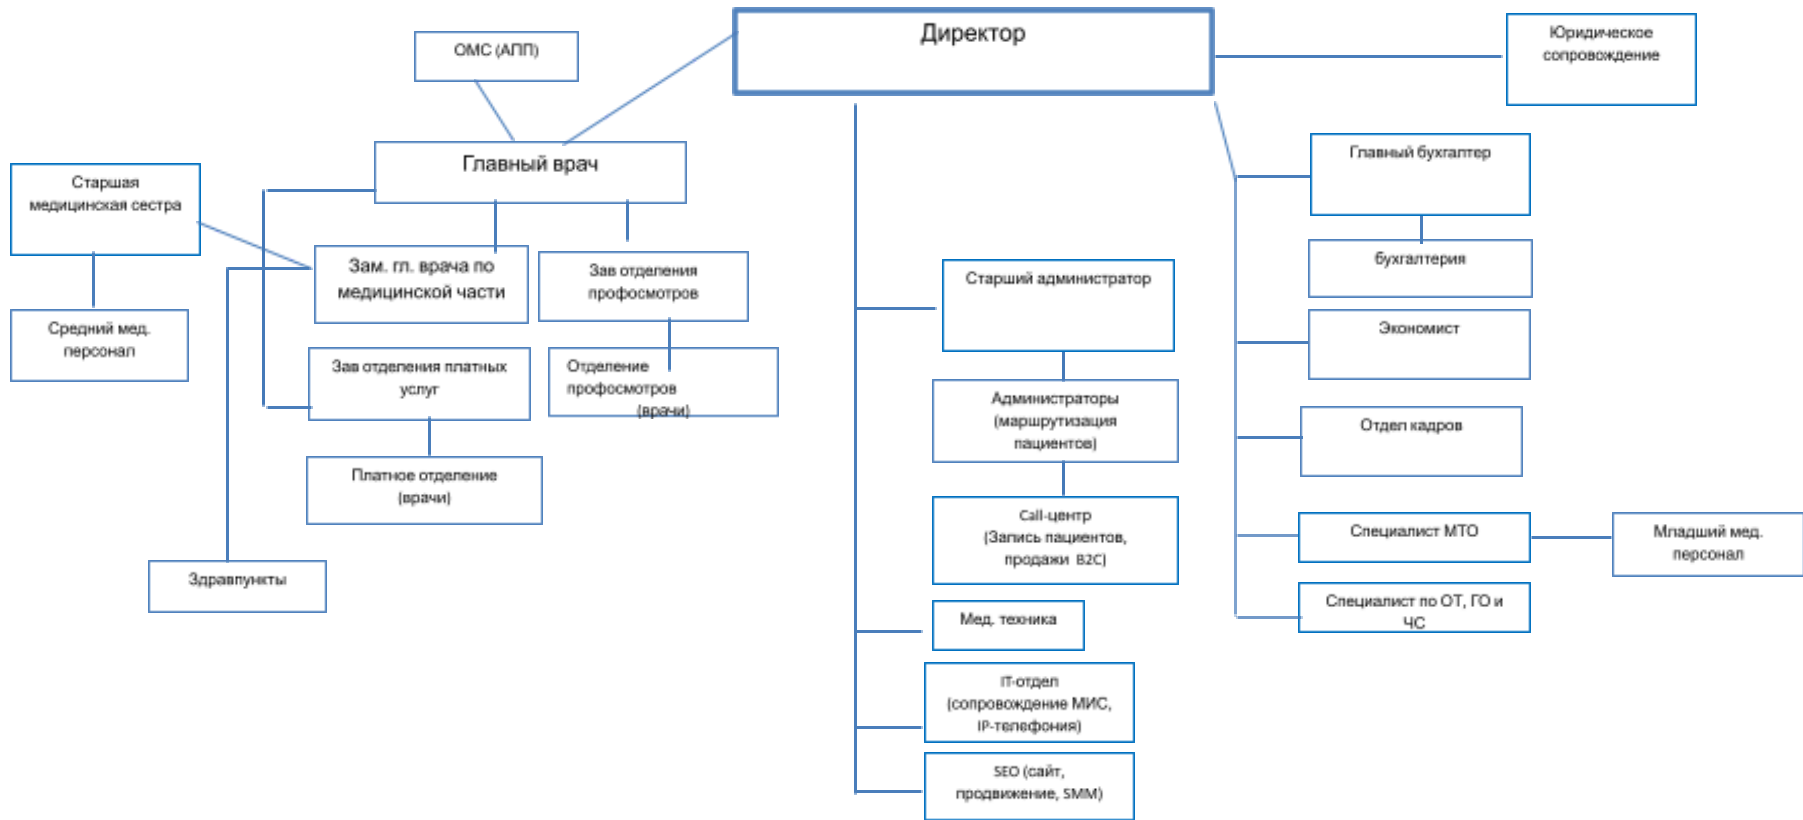 Директор
Юридическое
сопровождение
ОМС (АПП)
Главный врач
Главный бухгалтер
Старшая
медицинская сестра
Зам. гл. врача по
медицинской части
Зав отделения
профосмотров
бухгалтерия
Старший администратор
Средний мед.
персонал
Экономист
Зав отделения платных
услуг
Отделение
профосмотров
(врачи)
Администраторы
(маршрутизация
пациентов)
Отдел кадров
Платное отделение
(врачи)
Call-центр
(Запись пациентов,
продажи B2C)
Специалист МТО
Младший мед.
персонал
Здравпункты
Специалист по ОТ, ГО и
ЧС
Мед. техника
IT-отдел
(сопровождение МИС,
IP-телефония)
SEO (сайт,
продвижение, SMM)